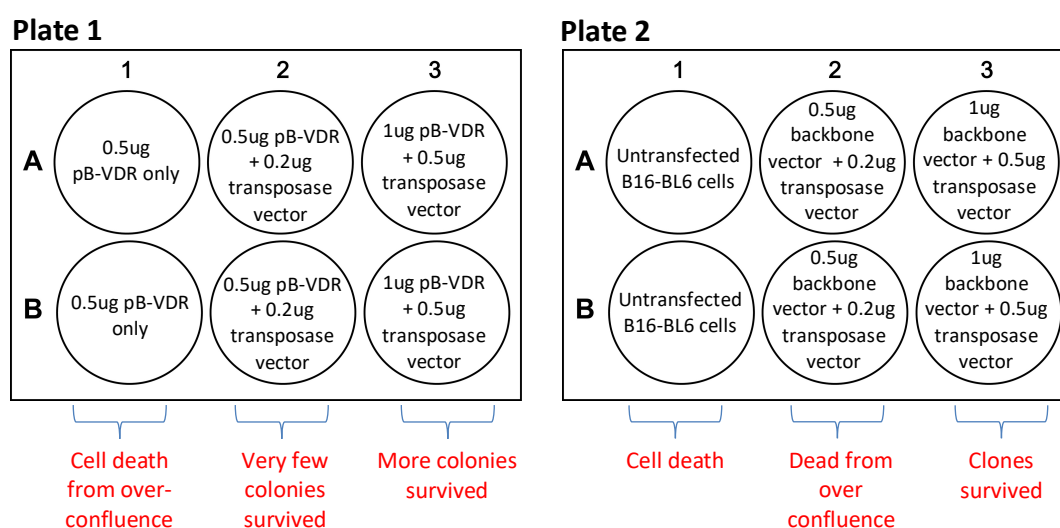 Plate 1
1
2
3
A
0.5ug
pB-VDR only
0.5ug pB-VDR
+ 0.2ug
transposase
vector
1ug pB-VDR
+ 0.5ug
transposase
vector
B
0.5ug pB-VDR
only
0.5ug pB-VDR
+ 0.2ug
transposase
vector
1ug pB-VDR
+ 0.5ug
transposase
vector
Cell death
from over-
confluence
Very few
colonies
survived
More colonies
survived
Plate 2
1
2
3
A
Untransfected
B16-BL6 cells
0.5ug
backbone
vector + 0.2ug
transposase
vector
1ug
backbone
vector + 0.5ug
transposase
vector
B
Untransfected
B16-BL6 cells
0.5ug
backbone
vector + 0.2ug
transposase
vector
1ug
backbone
vector + 0.5ug
transposase
vector
Cell death
Dead from
over
confluence
Clones
survived